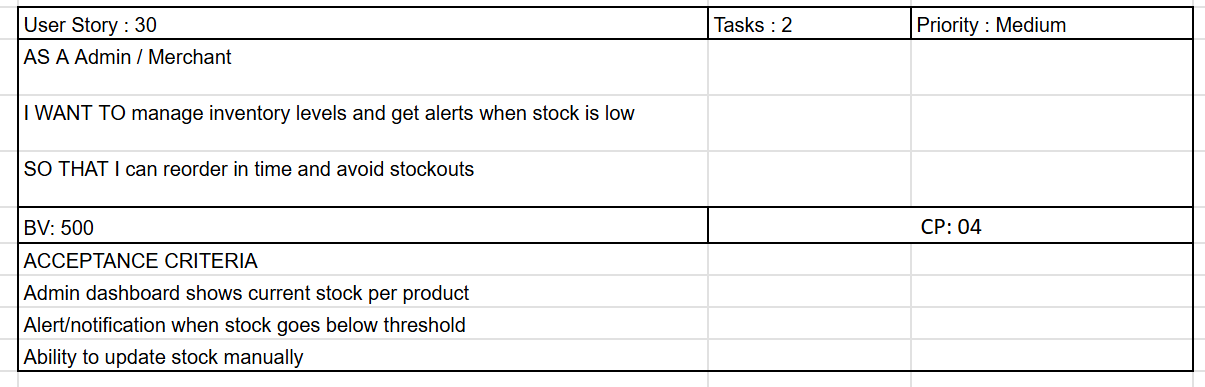 User Story : 30 Tasks : 2 Priority : Medium
AS A Admin / Merchant
I WANT TO manage inventory levels and get alerts when stock is low
SO THAT I can reorder in time and avoid stockouts
BV: 500 CP: 04
ACCEPTANCE CRITERIA
Admin dashboard shows current stock per product
Alert/notification when stock goes below threshold
Ability to update stock manually